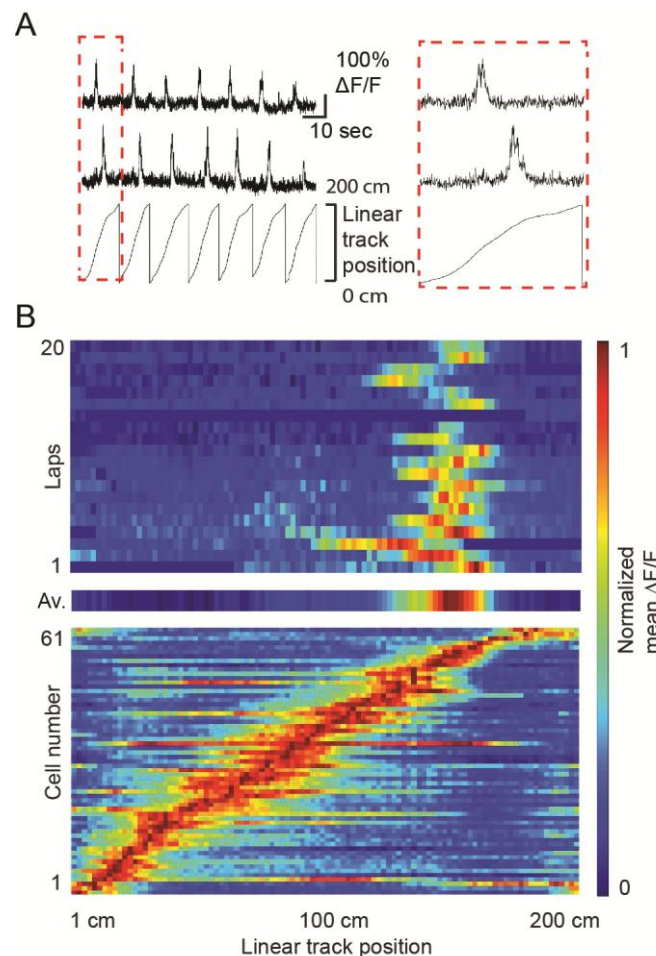 A
100%
ΔF/F
10 sec
200 cm
Linear
track
position
0 cm
B
20
Laps
1
Av.
61
Cell number
1
1 cm
100 cm
200 cm
Linear track position
1
Normalized
mean ΔF/F
0